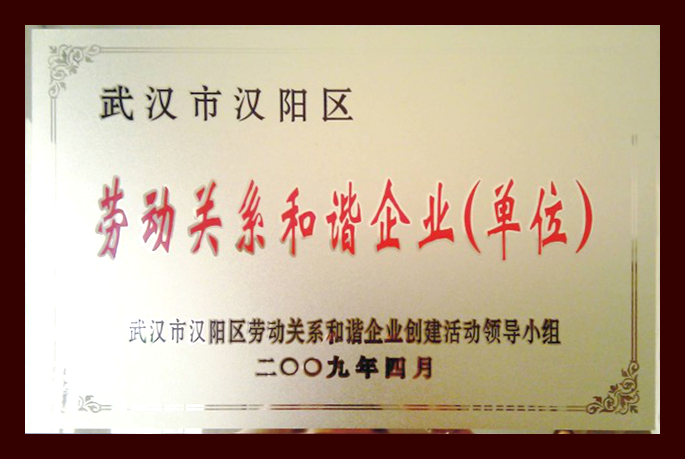 武汉市汉阳区
劳动关系和谐企业(单位)
武汉市汉阳区劳动关系和谐企业创建活动领导小组
二〇〇九年四月